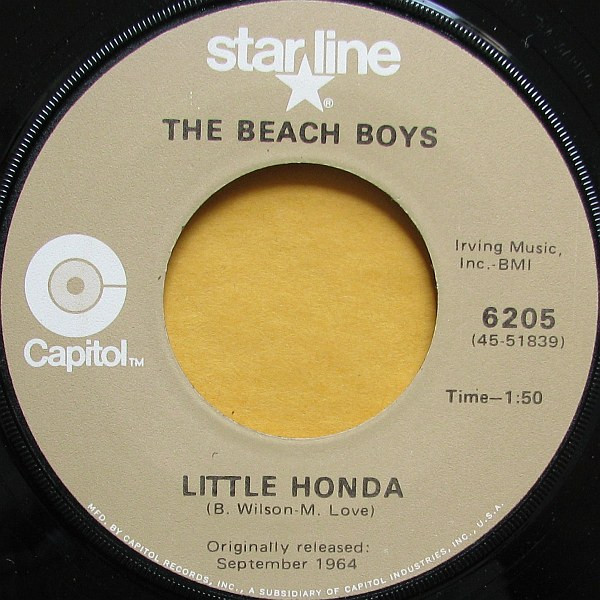 starline
®
THE BEACH BOYS
Irving Music,
Inc.-BMI
6205
(45-51839)
Capitol™
Time—1:50
LITTLE HONDA
(B. Wilson-M. Love)
Originally released:
September 1964
MFD. BY CAPITOL RECORDS, INC., A SUBSIDIARY OF CAPITOL INDUSTRIES, INC., U.S.A.